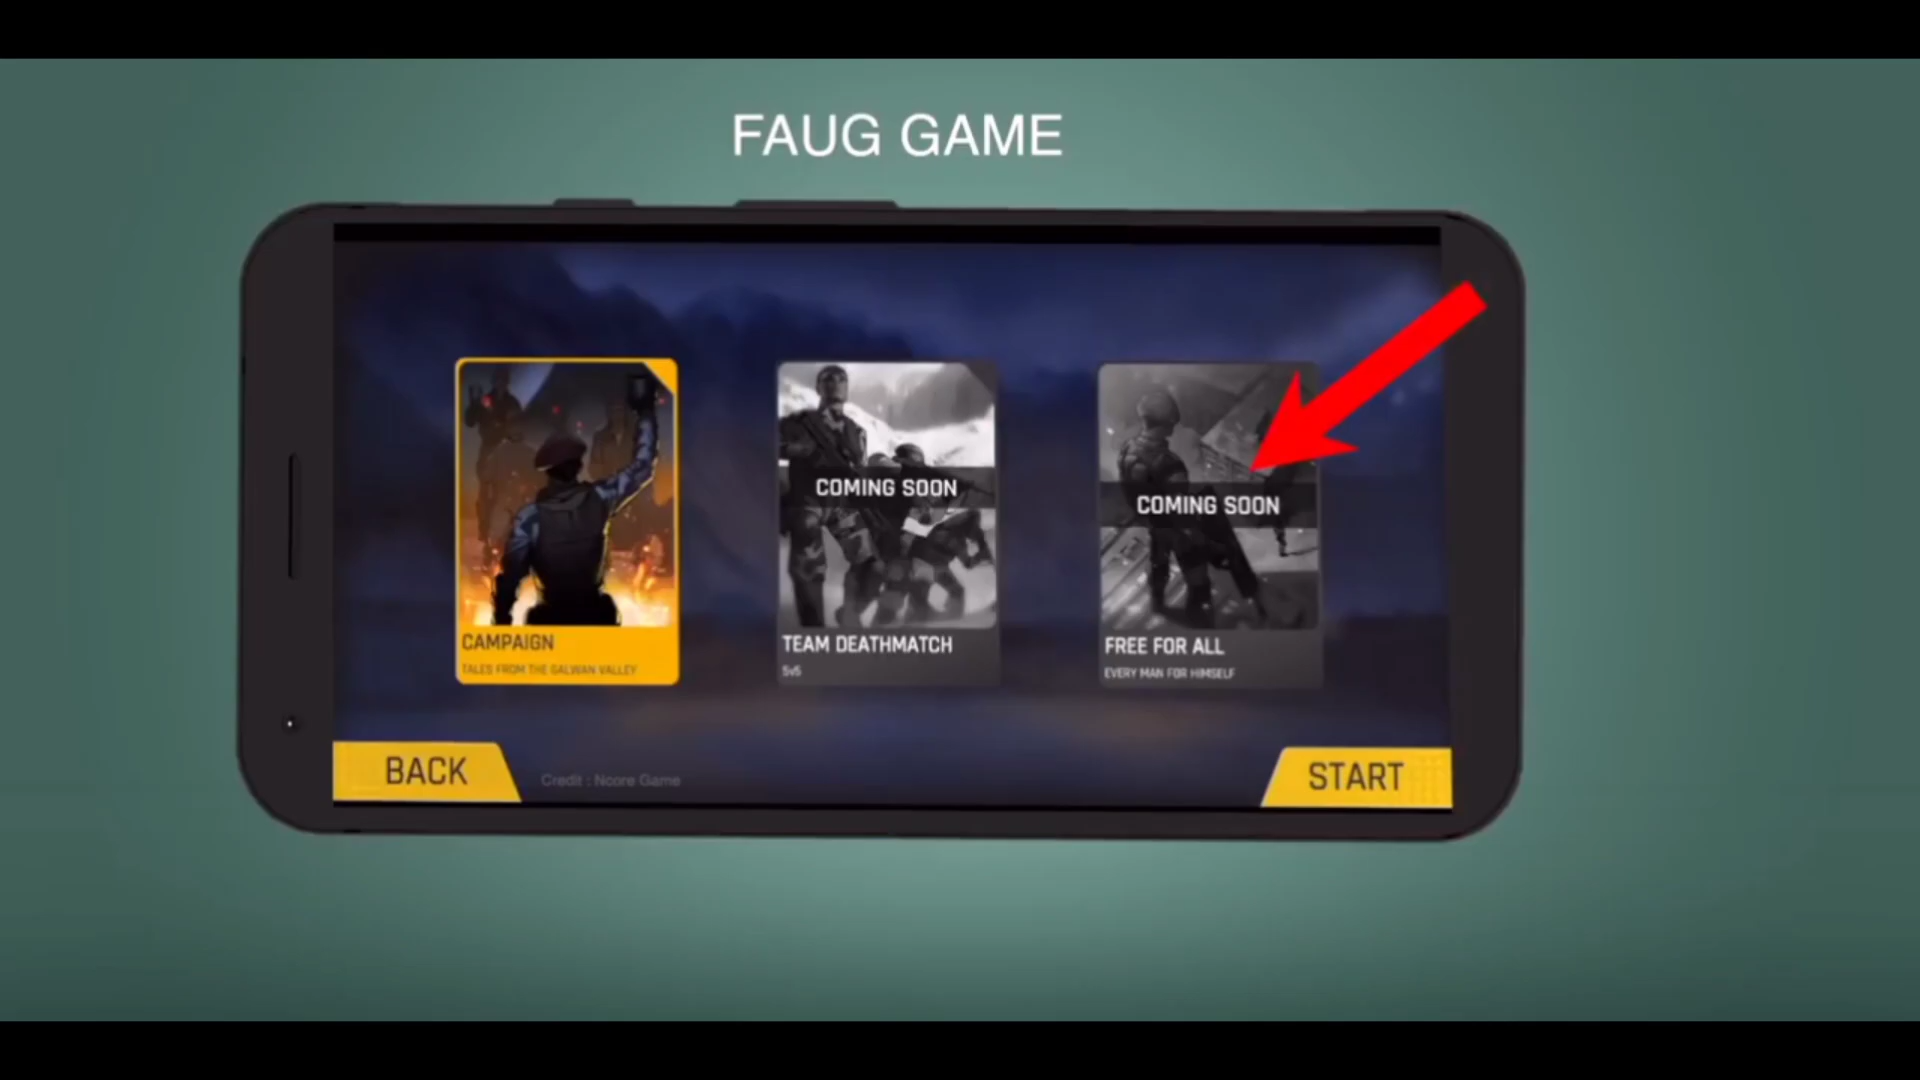 FAUG GAME
COMING SOON
COMING SOON
CAMPAIGN
TALES FROM THE GALWAN VALLEY
TEAM DEATHMATCH
5v5
FREE FOR ALL
EVERY MAN FOR HIMSELF
BACK
Credit : Ncore Game
START